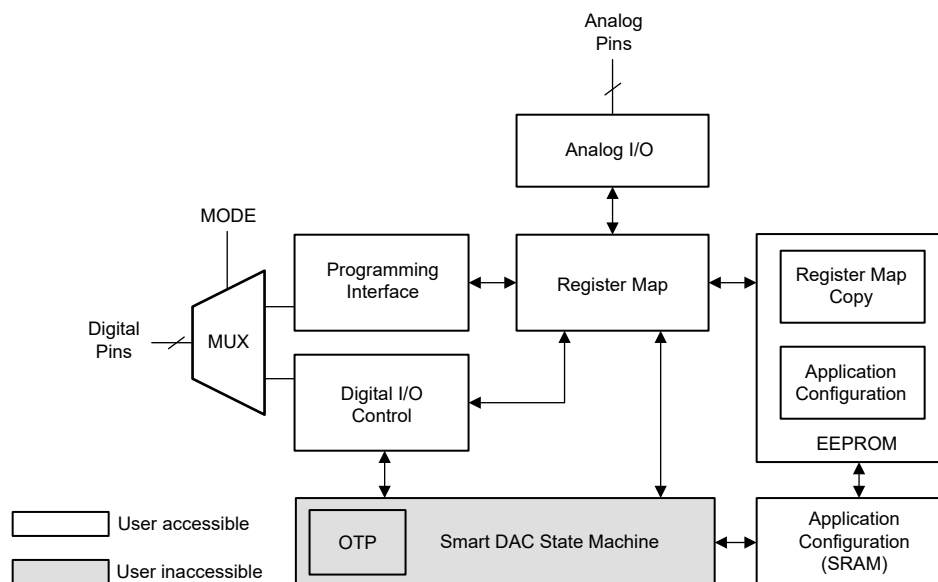 Analog
Pins
Analog I/O
MODE
Programming
Interface
Register Map
Register Map
Copy
Digital
Pins
MUX
Digital I/O
Control
Application
Configuration
EEPROM
User accessible
OTP
Smart DAC State Machine
Application
Configuration
(SRAM)
User inaccessible